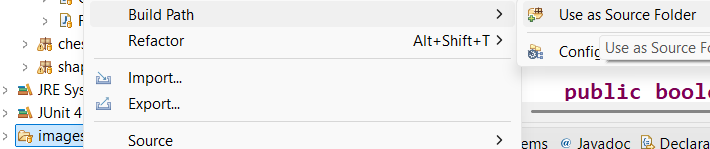 Build Path
Use as Source Folder
Refactor
Alt+Shift+T
Config
Use as Source Fo
ches
shap
Import...
JRE Sys
Export...
public boole
JUnit 4
images
Source
ems
@ Javadoc
Declara